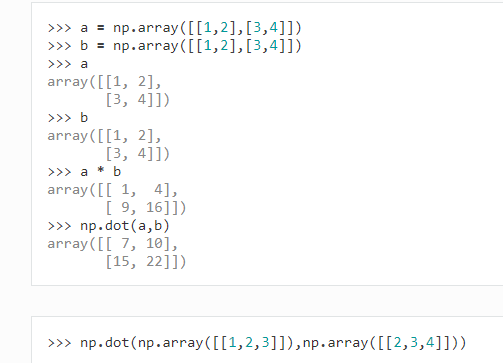 >>> a = np.array([[1,2],[3,4]])
>>> b = np.array([[1,2],[3,4]])
>>> a
array([[1, 2],
       [3, 4]])
>>> b
array([[1, 2],
       [3, 4]])
>>> a * b
array([[ 1,  4],
       [ 9, 16]])
>>> np.dot(a,b)
array([[ 7, 10],
       [15, 22]])
>>> np.dot(np.array([[1,2,3]]),np.array([[2,3,4]]))